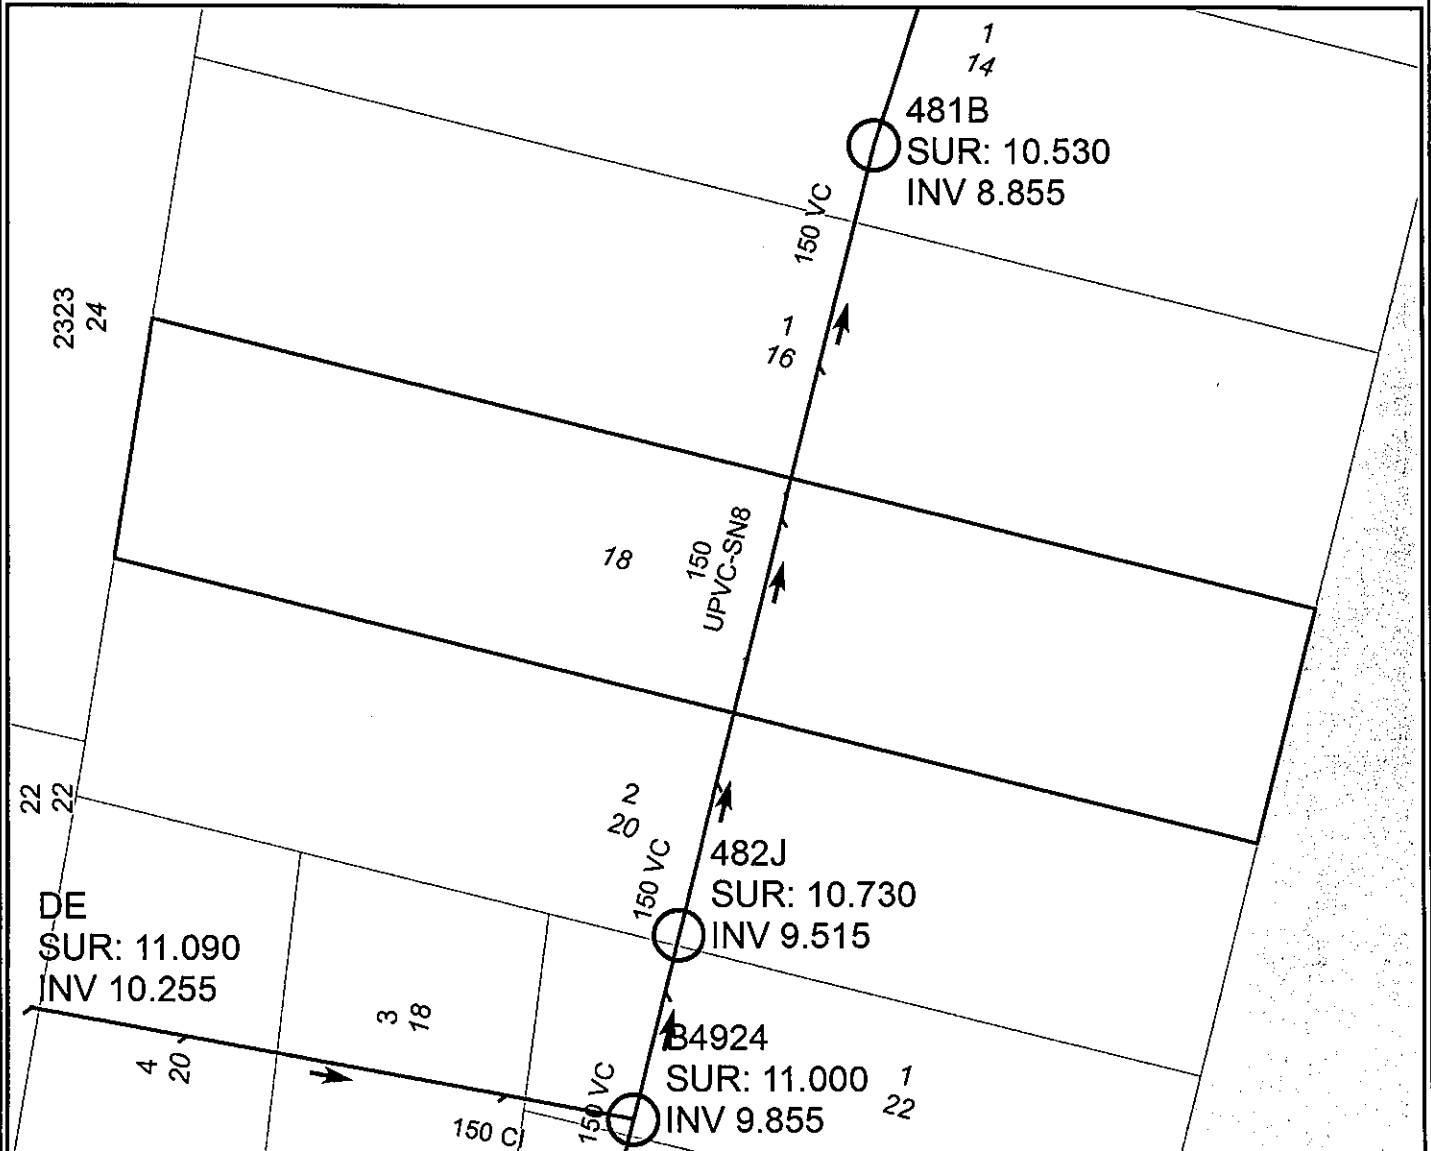 1
14
481B
SUR: 10.530
INV 8.855
150 VC
2323
24
1
16
18
150
UPVC-SN8
22
22
2
20
150 VC
482J
SUR: 10.730
INV 9.515
DE
SUR: 11.090
INV 10.255
3
18
4
20
B4924
SUR: 11.000
INV 9.855
1
22
150 VC
150 CI